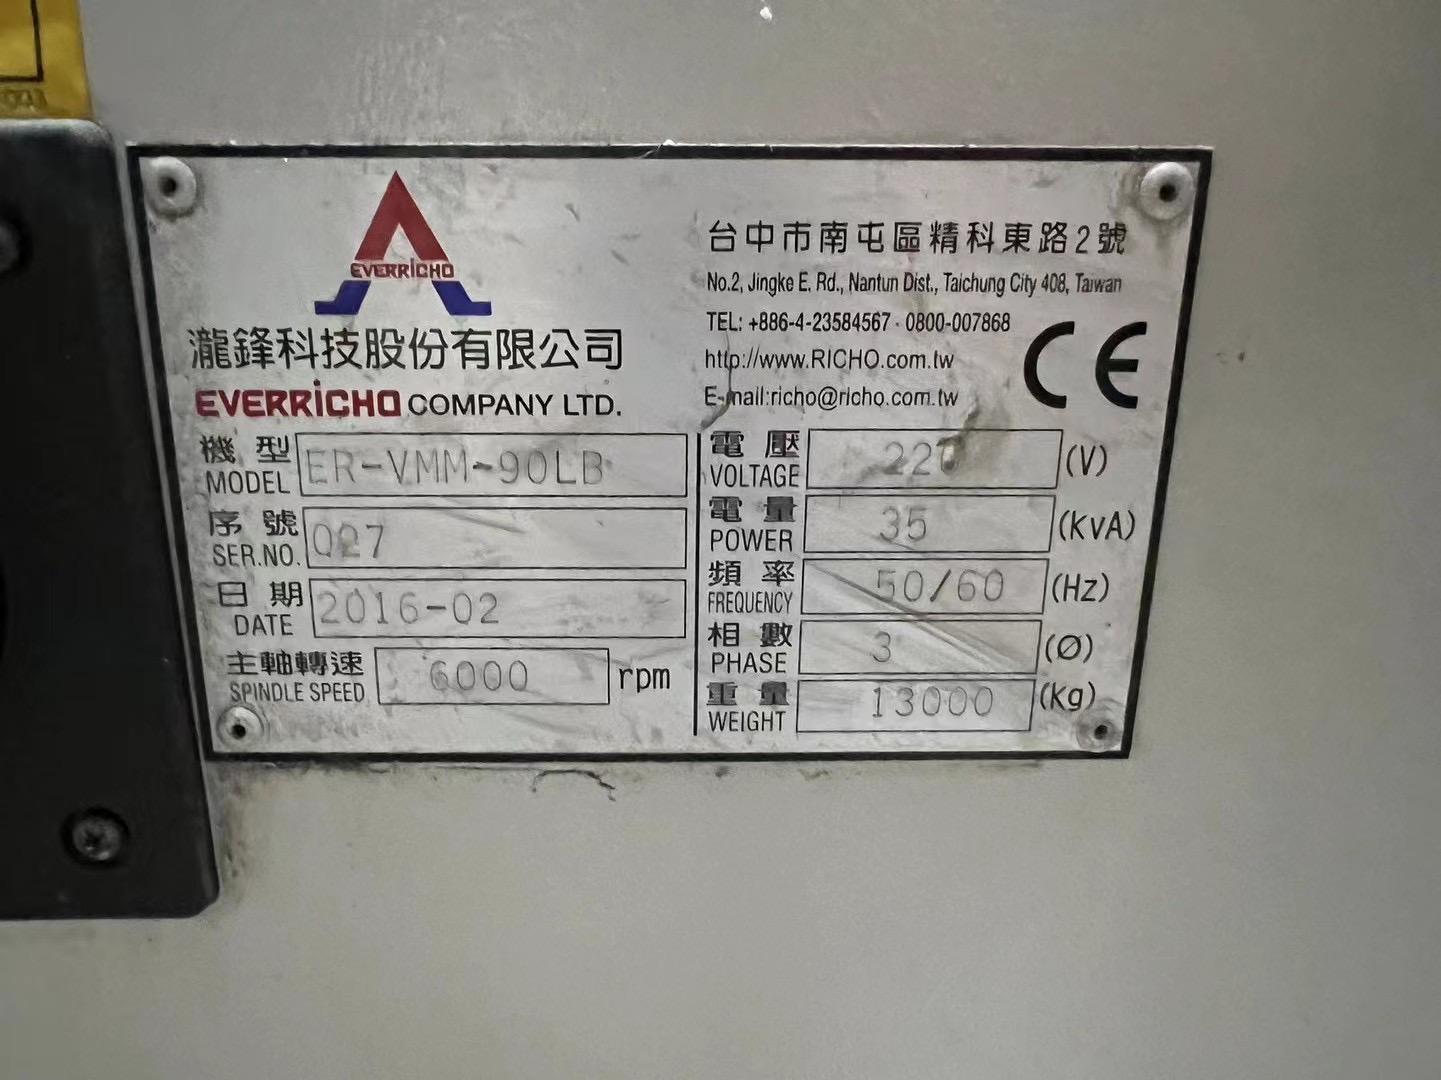 EVERRiCHO
瀧鋒科技股份有限公司
EVERRiCHO COMPANY LTD.
台中市南屯區精科東路2號
No.2, Jingke E. Rd., Nantun Dist., Taichung City 408, Taiwan
TEL: +886-4-23584567 · 0800-007868
http://www.RICHO.com.tw
E-mail:richo@richo.com.tw
CE
機型 MODEL ER-VMM-90LB
序號 SER.NO. 027
日期 DATE 2016-02
主軸轉速 SPINDLE SPEED 6000 rpm
電壓 VOLTAGE 220 (V)
電量 POWER 35 (KVA)
頻率 FREQUENCY 50/60 (Hz)
相數 PHASE 3 (Ø)
重量 WEIGHT 13000 (Kg)